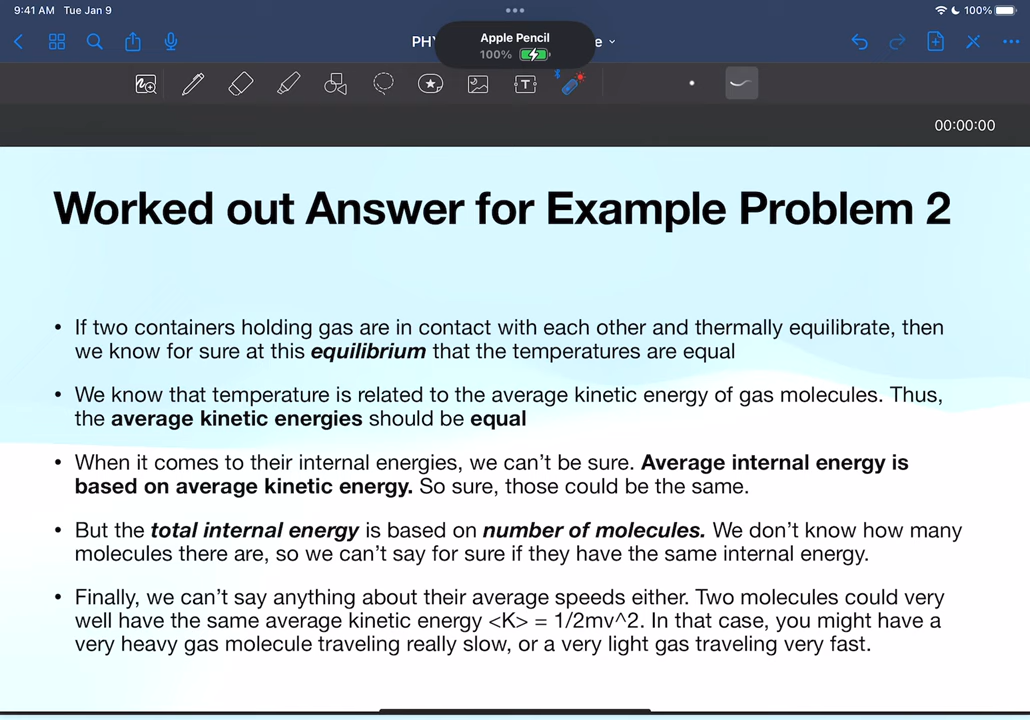 9:41 AM Tue Jan 9
Apple Pencil
100%
100%
PHY
e
T
00:00:00
Worked out Answer for Example Problem 2
• If two containers holding gas are in contact with each other and thermally equilibrate, then
we know for sure at this equilibrium that the temperatures are equal
• We know that temperature is related to the average kinetic energy of gas molecules. Thus,
the average kinetic energies should be equal
• When it comes to their internal energies, we can’t be sure. Average internal energy is
based on average kinetic energy. So sure, those could be the same.
• But the total internal energy is based on number of molecules. We don’t know how many
molecules there are, so we can’t say for sure if they have the same internal energy.
• Finally, we can’t say anything about their average speeds either. Two molecules could very
well have the same average kinetic energy <K> = 1/2mv^2. In that case, you might have a
very heavy gas molecule traveling really slow, or a very light gas traveling very fast.